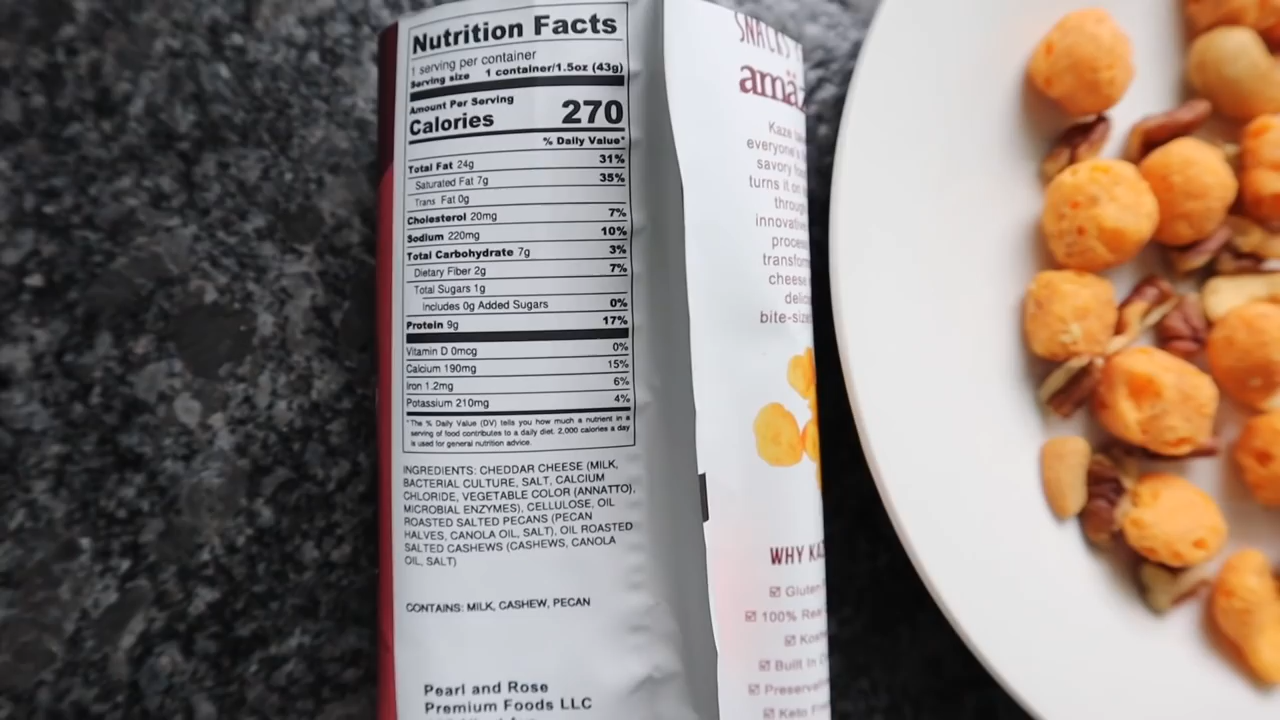 Nutrition Facts
1 serving per container
Serving size 1 container/1.5oz (43g)
Amount Per Serving
Calories 270
% Daily Value*
Total Fat 24g 31%
Saturated Fat 7g 35%
Trans Fat 0g
Cholesterol 20mg 7%
Sodium 220mg 10%
Total Carbohydrate 7g 3%
Dietary Fiber 2g 7%
Total Sugars 1g
Includes 0g Added Sugars 0%
Protein 9g 17%
Vitamin D 0mcg 0%
Calcium 190mg 15%
Iron 1.2mg 6%
Potassium 210mg 4%
*The % Daily Value (DV) tells you how much a nutrient in a
serving of food contributes to a daily diet. 2,000 calories a day
is used for general nutrition advice.
INGREDIENTS: CHEDDAR CHEESE (MILK,
BACTERIAL CULTURE, SALT, CALCIUM
CHLORIDE, VEGETABLE COLOR (ANNATTO),
MICROBIAL ENZYMES), CELLULOSE, OIL
ROASTED SALTED PECANS (PECAN
HALVES, CANOLA OIL, SALT), OIL ROASTED
SALTED CASHEWS (CASHEWS, CANOLA
OIL, SALT)
CONTAINS: MILK, CASHEW, PECAN
Pearl and Rose
Premium Foods LLC
SNACKS
amäz
Kaze
everyone's
savory
turns it on
through
innovative
process
transform
cheese
bite-size
WHY
Gluten
100%
Built In
Keto